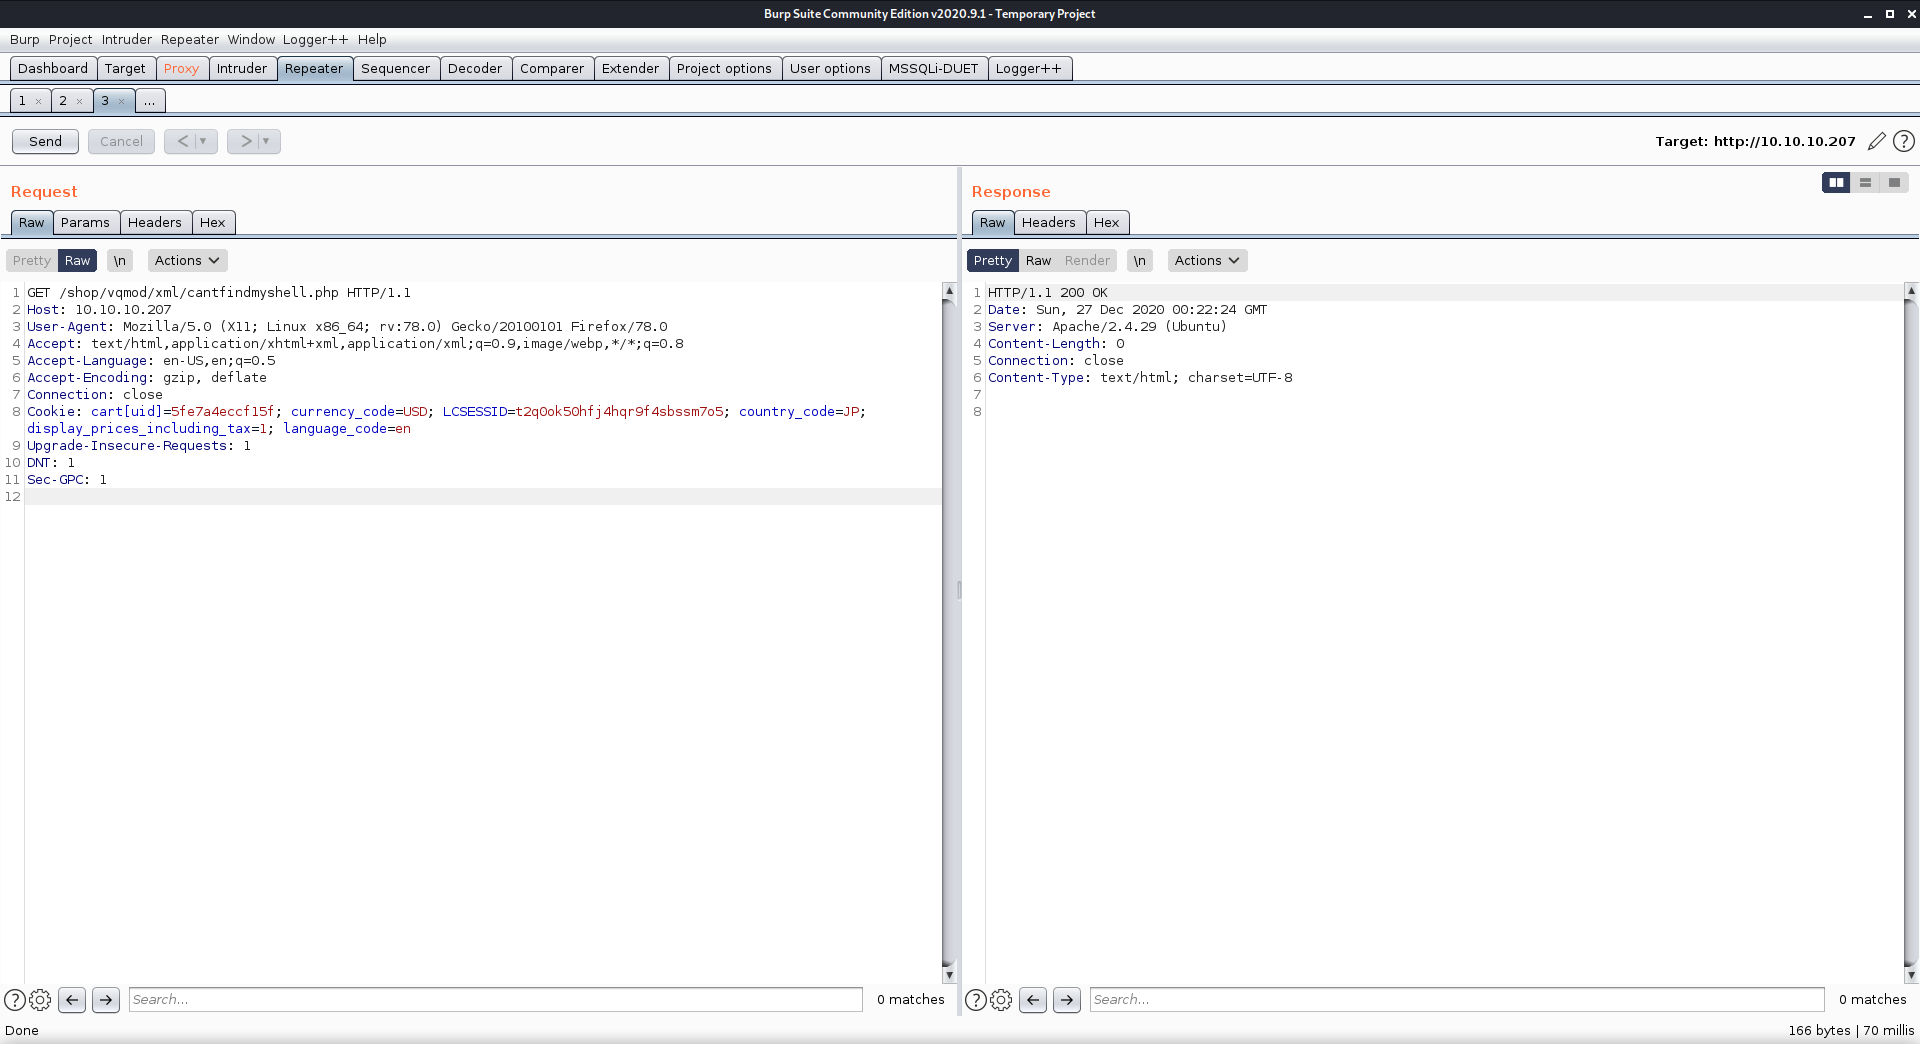 Burp Suite Community Edition v2020.9.1 - Temporary Project
Burp Project Intruder Repeater Window Logger++ Help
Dashboard Target Proxy Intruder Repeater Sequencer Decoder Comparer Extender Project options User options MSSQLi-DUET Logger++
1 × 2 × 3 × ...
Send Cancel < > Target: http://10.10.10.207
Request
Raw Params Headers Hex
Pretty Raw \n Actions
1 GET /shop/vqmod/xml/cantfindmyshell.php HTTP/1.1
2 Host: 10.10.10.207
3 User-Agent: Mozilla/5.0 (X11; Linux x86_64; rv:78.0) Gecko/20100101 Firefox/78.0
4 Accept: text/html,application/xhtml+xml,application/xml;q=0.9,image/webp,*/*;q=0.8
5 Accept-Language: en-US,en;q=0.5
6 Accept-Encoding: gzip, deflate
7 Connection: close
8 Cookie: cart[uid]=5fe7a4eccf15f; currency_code=USD; LCSESSID=t2q0ok50hfj4hqr9f4sbssm7o5; country_code=JP;
display_prices_including_tax=1; language_code=en
9 Upgrade-Insecure-Requests: 1
10 DNT: 1
11 Sec-GPC: 1
12
Search... 0 matches
Response
Raw Headers Hex
Pretty Raw Render \n Actions
1 HTTP/1.1 200 OK
2 Date: Sun, 27 Dec 2020 00:22:24 GMT
3 Server: Apache/2.4.29 (Ubuntu)
4 Content-Length: 0
5 Connection: close
6 Content-Type: text/html; charset=UTF-8
7
8
Search... 0 matches
Done 166 bytes | 70 millis